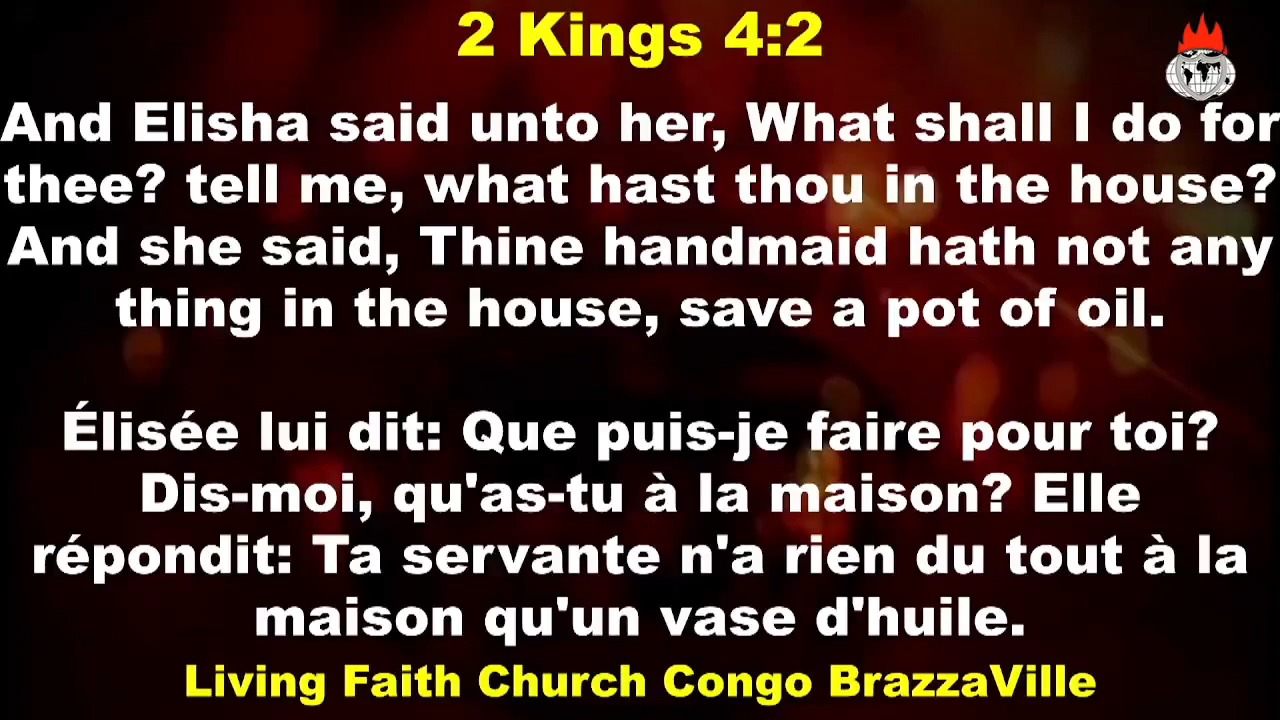 2 Kings 4:2
And Elisha said unto her, What shall I do for
thee? tell me, what hast thou in the house?
And she said, Thine handmaid hath not any
thing in the house, save a pot of oil.
Élisée lui dit: Que puis-je faire pour toi?
Dis-moi, qu'as-tu à la maison? Elle
répondit: Ta servante n'a rien du tout à la
maison qu'un vase d'huile.
Living Faith Church Congo BrazzaVille